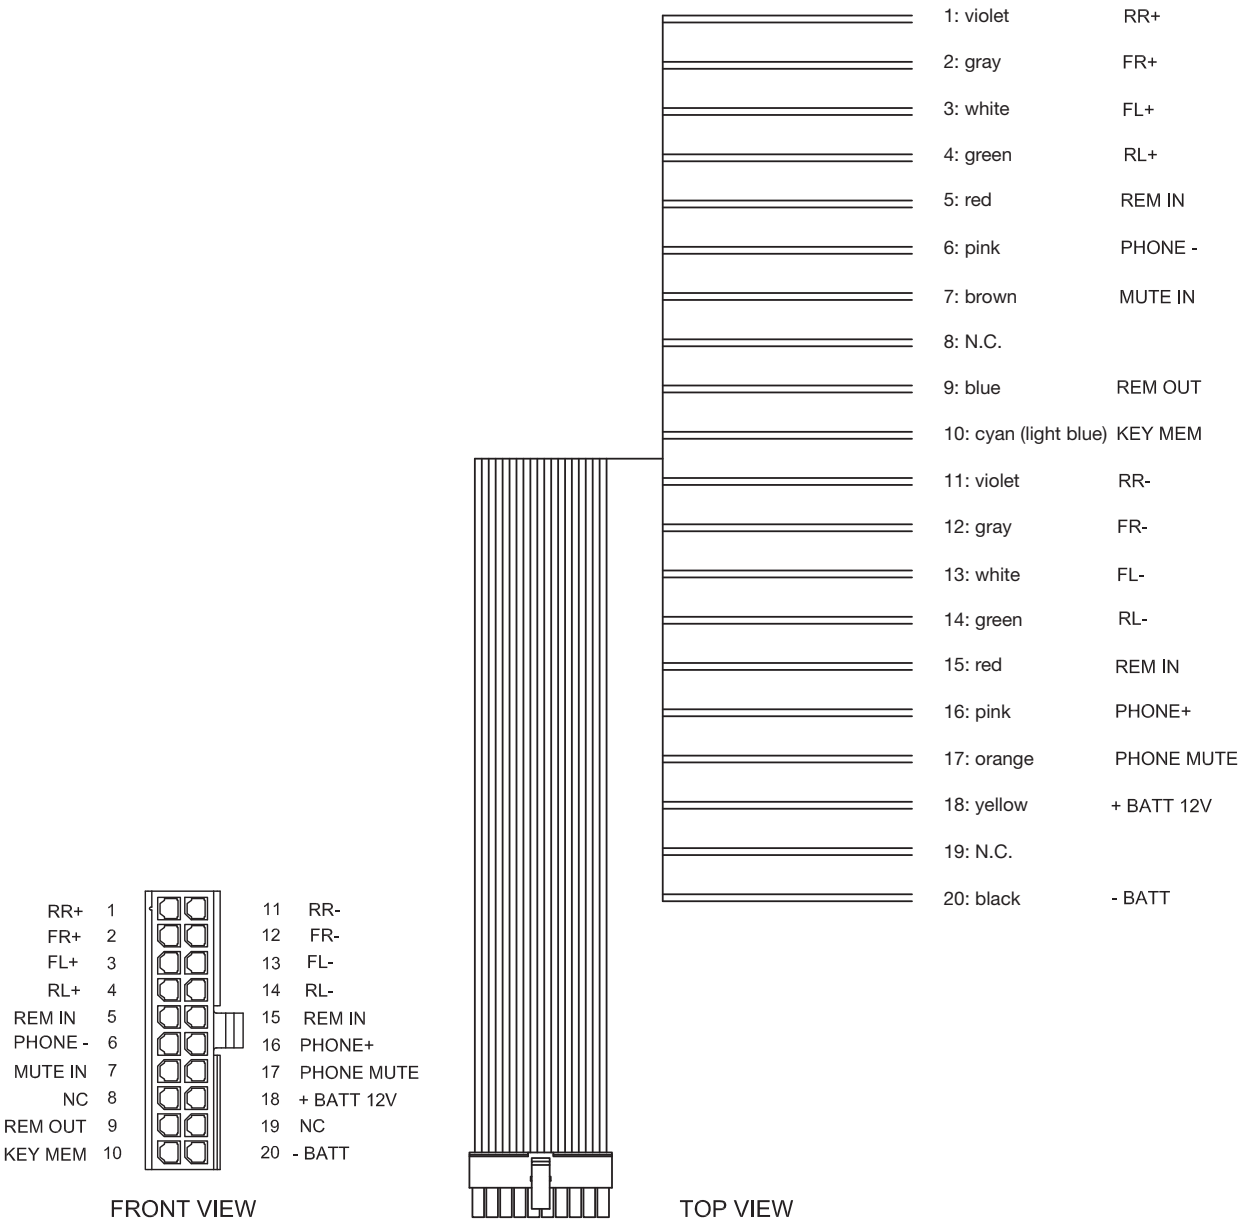 1: violet RR+
2: gray FR+
3: white FL+
4: green RL+
5: red REM IN
6: pink PHONE -
7: brown MUTE IN
8: N.C.
9: blue REM OUT
10: cyan (light blue) KEY MEM
11: violet RR-
12: gray FR-
13: white FL-
14: green RL-
15: red REM IN
16: pink PHONE+
17: orange PHONE MUTE
18: yellow + BATT 12V
19: N.C.
20: black - BATT
RR+ 1 11 RR-
FR+ 2 12 FR-
FL+ 3 13 FL-
RL+ 4 14 RL-
REM IN 5 15 REM IN
PHONE - 6 16 PHONE+
MUTE IN 7 17 PHONE MUTE
NC 8 18 + BATT 12V
REM OUT 9 19 NC
KEY MEM 10 20 - BATT
FRONT VIEW TOP VIEW